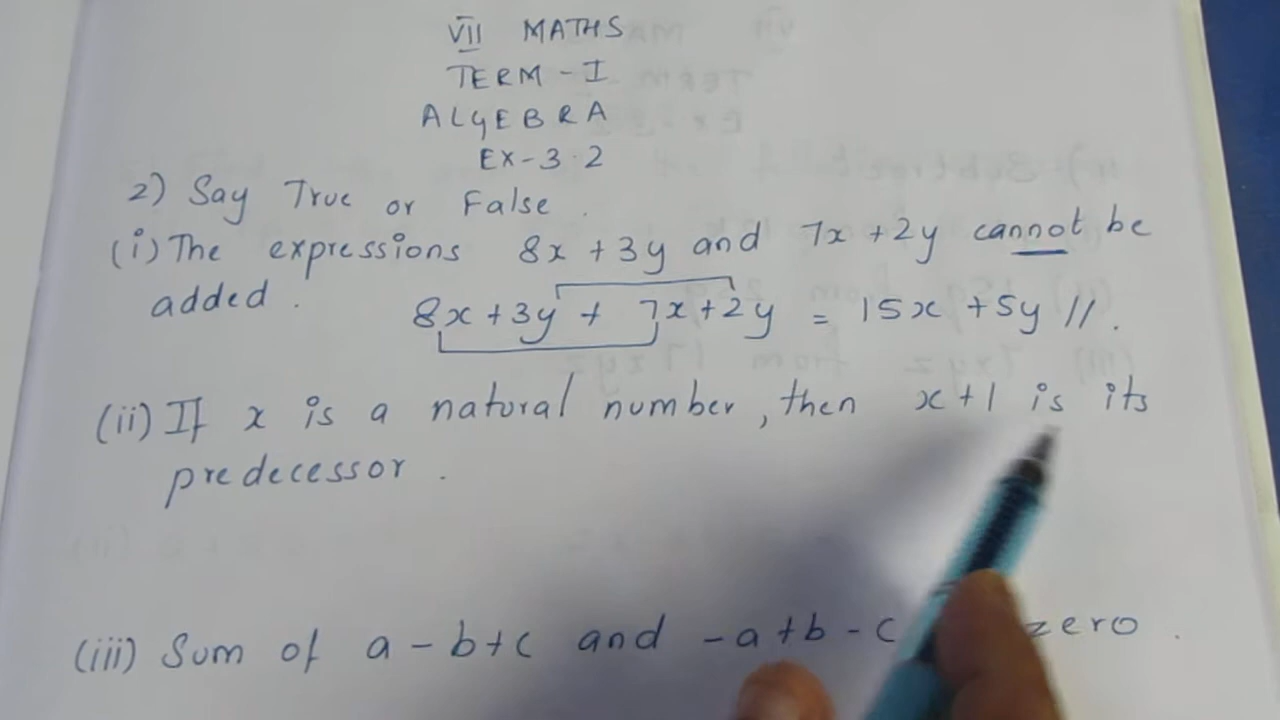 VII MATHS
TERM - I
ALGEBRA
EX - 3.2
2) Say True or False.
(i) The expressions 8x + 3y and 7x + 2y cannot be
added.
8x + 3y + 7x + 2y = 15x + 5y //.
(ii) If x is a natural number, then x + 1 is its
predecessor.
(iii) Sum of a - b + c and - a + b - c zero.